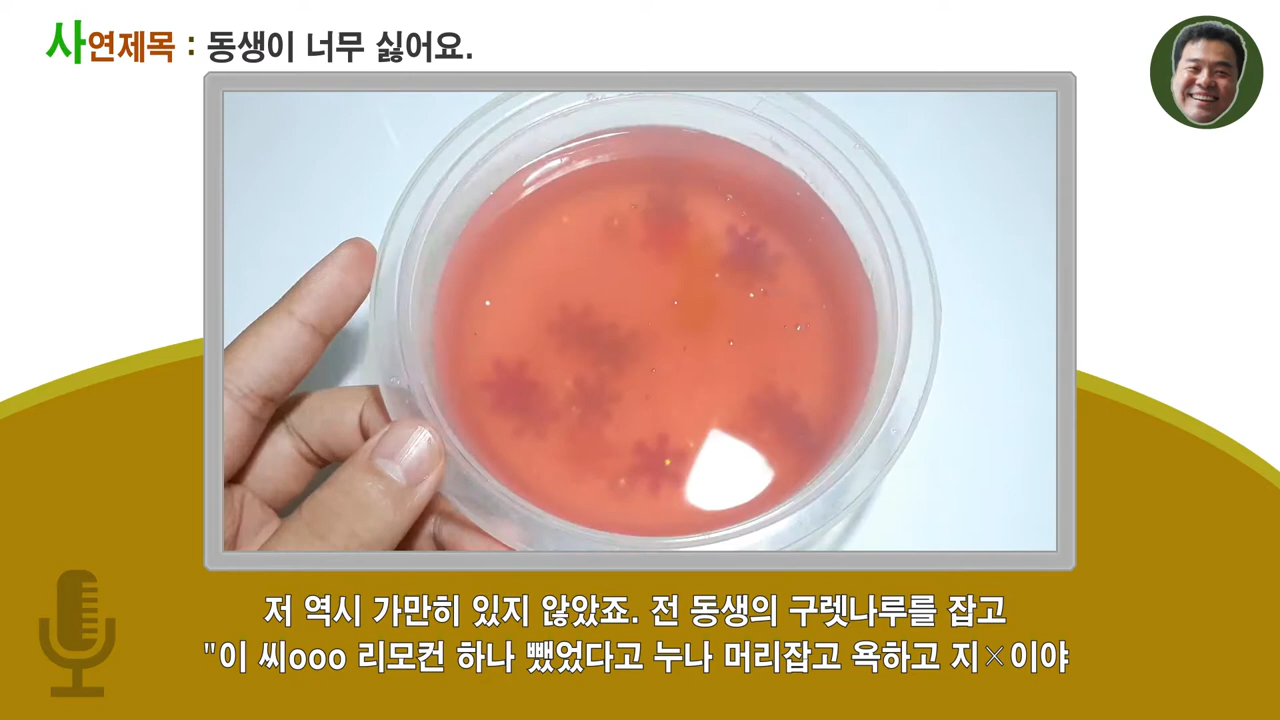 사연제목 : 동생이 너무 싫어요.
저 역시 가만히 있지 않았죠. 전 동생의 구렛나루를 잡고
"이 씨ooo 리모컨 하나 뺐었다고 누나 머리잡고 욕하고 지×이야